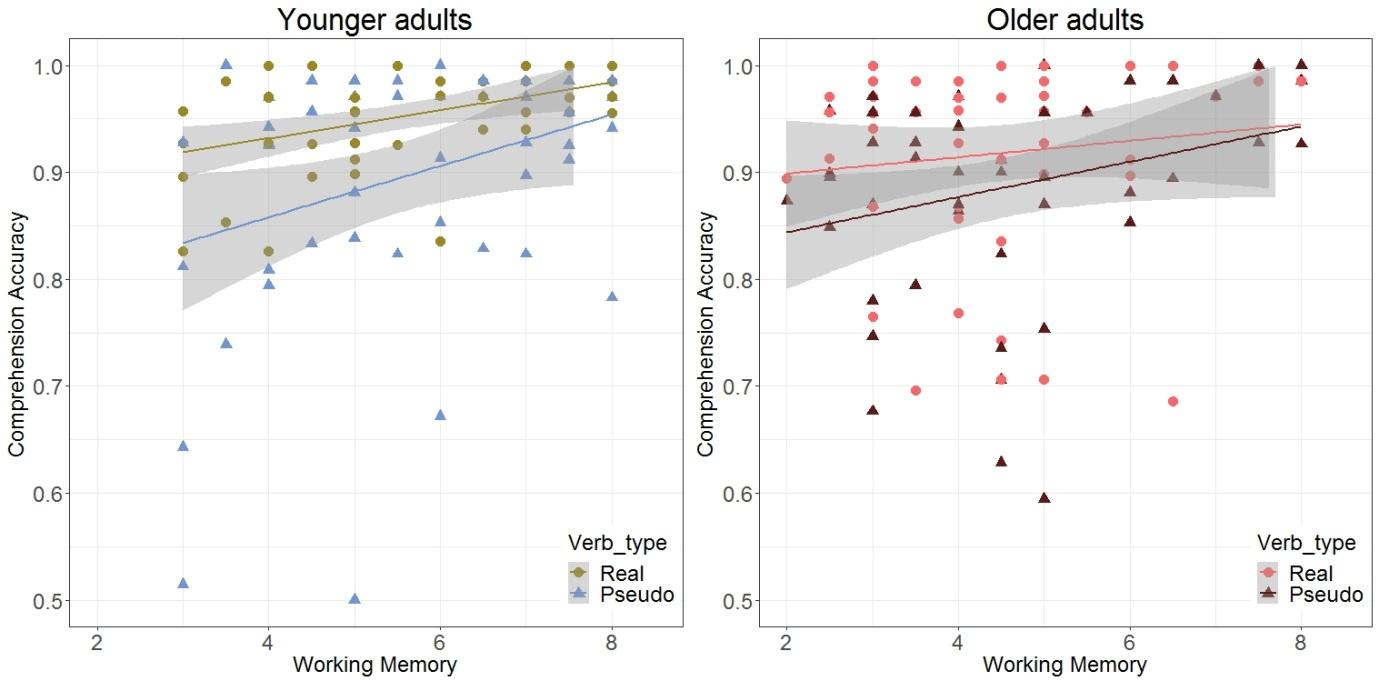 Younger adults
Comprehension Accuracy
1.0
0.9
0.8
0.7
0.6
0.5
2 4 6 8
Working Memory
Verb_type
Real
Pseudo
Older adults
Comprehension Accuracy
1.0
0.9
0.8
0.7
0.6
0.5
2 4 6 8
Working Memory
Verb_type
Real
Pseudo